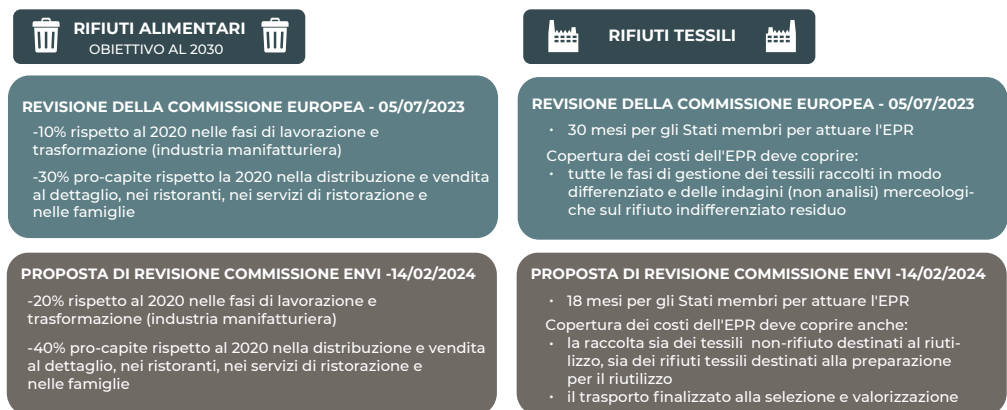 RIFIUTI ALIMENTARI
OBIETTIVO AL 2030
REVISIONE DELLA COMMISSIONE EUROPEA - 05/07/2023
-10% rispetto al 2020 nelle fasi di lavorazione e
trasformazione (industria manifatturiera)
-30% pro-capite rispetto la 2020 nella distribuzione e vendita
al dettaglio, nei ristoranti, nei servizi di ristorazione e
nelle famiglie
PROPOSTA DI REVISIONE COMMISSIONE ENVI -14/02/2024
-20% rispetto al 2020 nelle fasi di lavorazione e
trasformazione (industria manifatturiera)
-40% pro-capite rispetto al 2020 nella distribuzione e vendita
al dettaglio, nei ristoranti, nei servizi di ristorazione e
nelle famiglie
RIFIUTI TESSILI
REVISIONE DELLA COMMISSIONE EUROPEA - 05/07/2023
• 30 mesi per gli Stati membri per attuare l'EPR
Copertura dei costi dell'EPR deve coprire:
• tutte le fasi di gestione dei tessili raccolti in modo
differenziato e delle indagini (non analisi) merceologi-
che sul rifiuto indifferenziato residuo
PROPOSTA DI REVISIONE COMMISSIONE ENVI -14/02/2024
• 18 mesi per gli Stati membri per attuare l'EPR
Copertura dei costi dell'EPR deve coprire anche:
• la raccolta sia dei tessili non-rifiuto destinati al riuti-
lizzo, sia dei rifiuti tessili destinati alla preparazione
per il riutilizzo
• il trasporto finalizzato alla selezione e valorizzazione